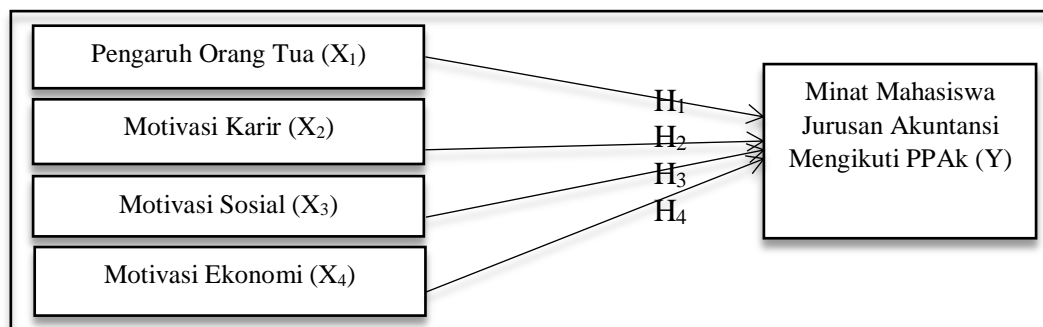 Pengaruh Orang Tua (X₁)
Motivasi Karir (X₂)
Motivasi Sosial (X₃)
Motivasi Ekonomi (X₄)
H₁
H₂
H₃
H₄
Minat Mahasiswa
Jurusan Akuntansi
Mengikuti PPAk (Y)